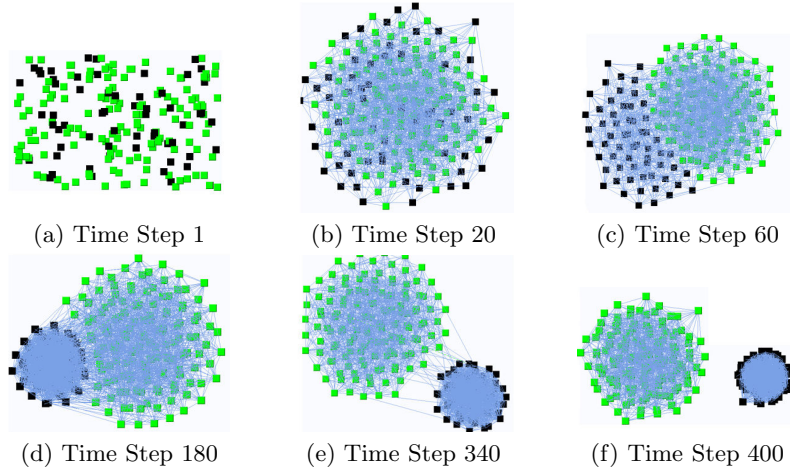 (a) Time Step 1
(b) Time Step 20
(c) Time Step 60
(d) Time Step 180
(e) Time Step 340
(f) Time Step 400